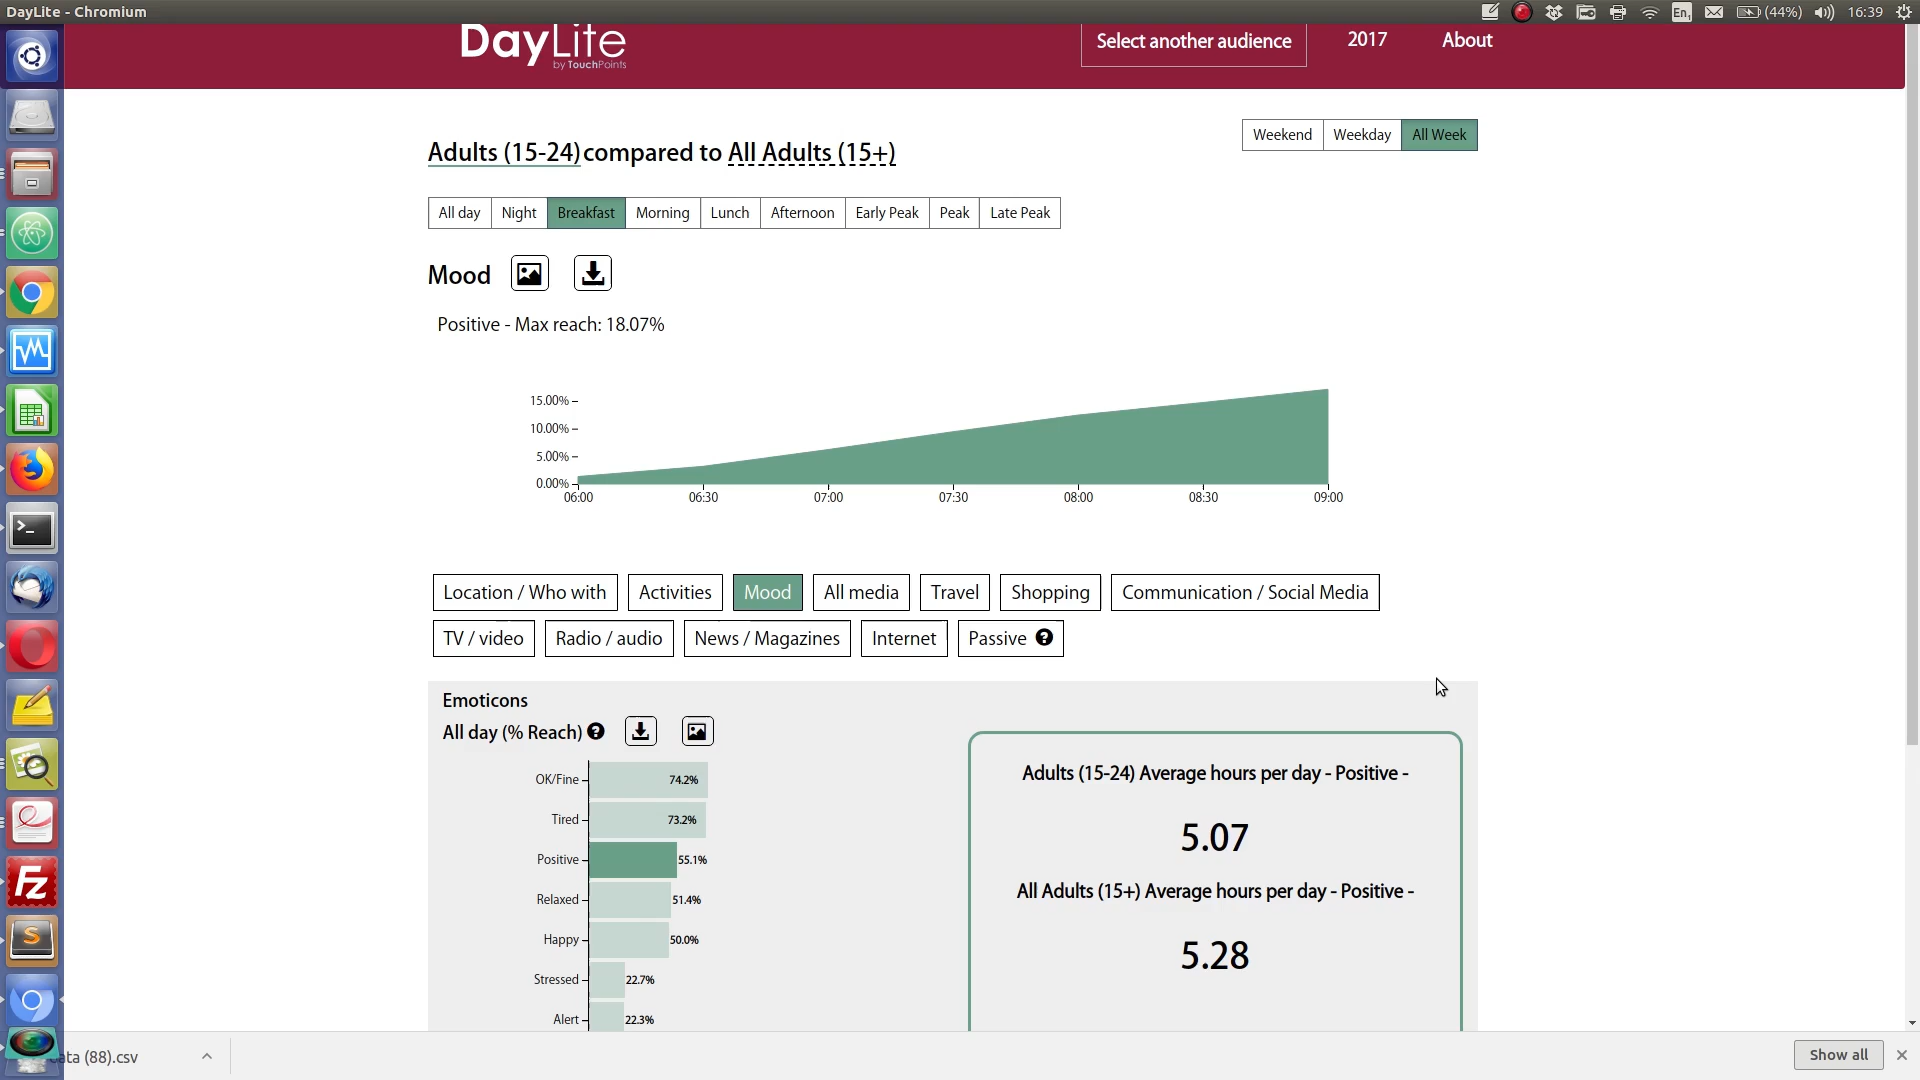 DayLite - Chromium
En1
(44%)
16:39
DayLite
by TouchPoints
Select another audience
2017
About
Adults (15-24) compared to All Adults (15+)
Weekend Weekday All Week
All day Night Breakfast Morning Lunch Afternoon Early Peak Peak Late Peak
Mood
Positive - Max reach: 18.07%
15.00%
10.00%
5.00%
0.00%
06:00 06:30 07:00 07:30 08:00 08:30 09:00
Location / Who with Activities Mood All media Travel Shopping Communication / Social Media
TV / video Radio / audio News / Magazines Internet Passive ?
Emoticons
All day (% Reach) ?
OK/Fine 74.2%
Tired 73.2%
Positive 55.1%
Relaxed 51.4%
Happy 50.0%
Stressed 22.7%
Alert 22.3%
Adults (15-24) Average hours per day - Positive -
5.07
All Adults (15+) Average hours per day - Positive -
5.28
ata (88).csv
Show all